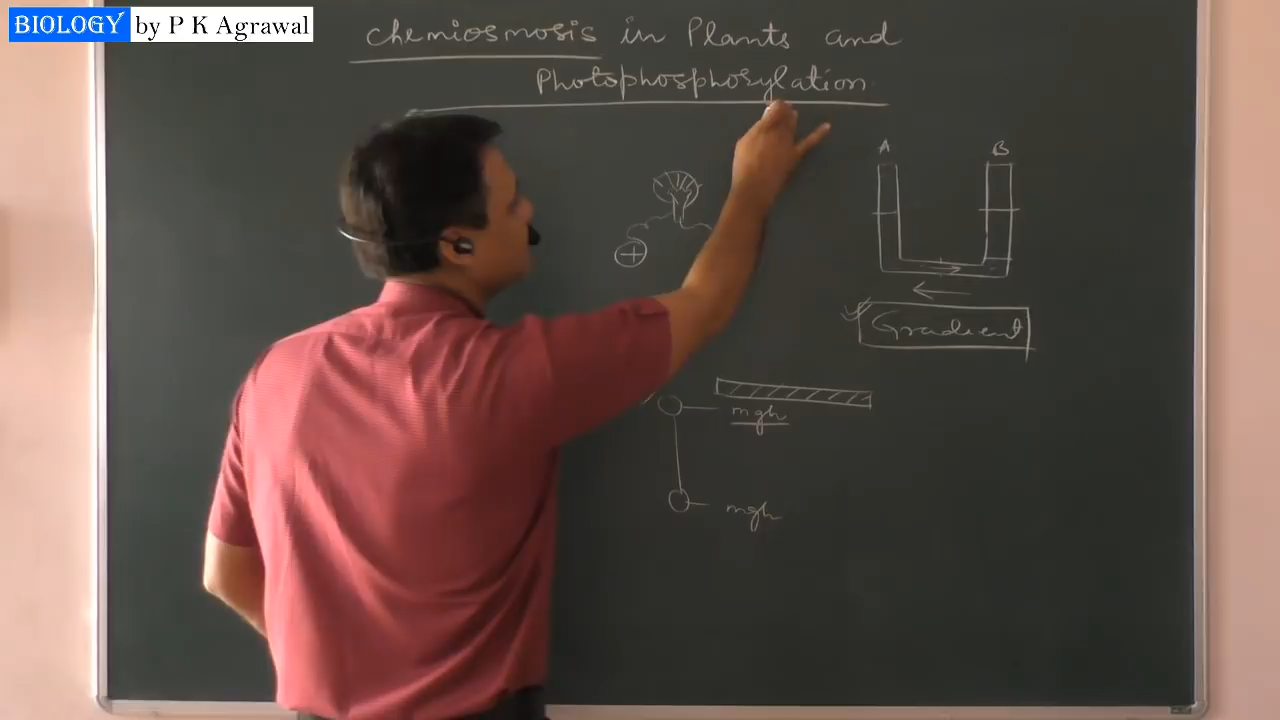 BIOLOGY by P K Agrawal
Chemiosmosis in Plants and
Photophosphorylation
A
B
Gradient
mgh
mgh